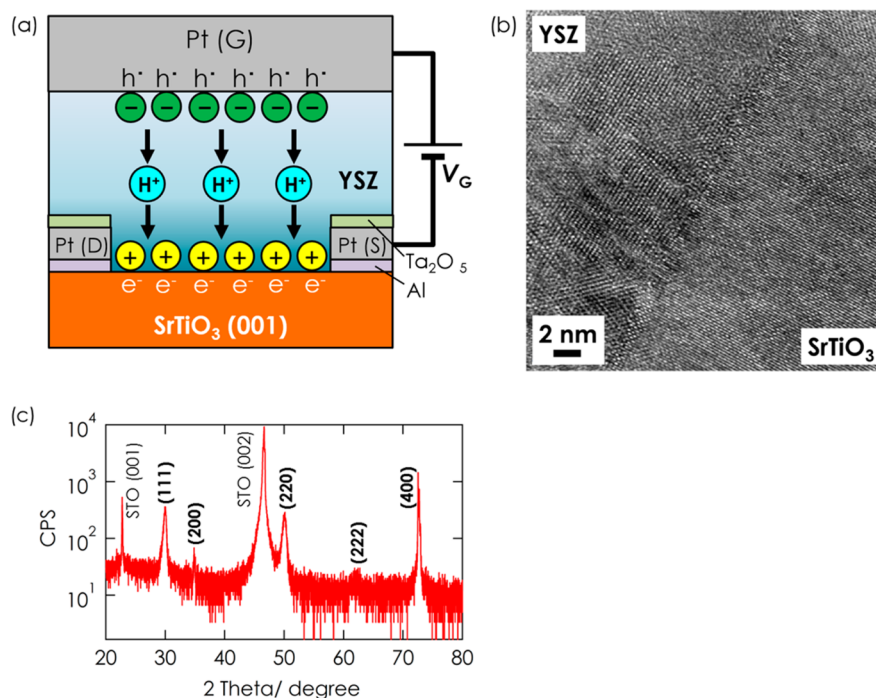 (a)
Pt (G)
h• h• h• h• h• h•
− − − − − −
H+ H+ H+
YSZ
VG
Pt (D)
Pt (S)
+ + + + + +
Ta2O 5
e- e- e- e- e- e-
Al
SrTiO3 (001)
(b)
YSZ
2 nm
SrTiO3
(c)
CPS
10^4
10^3
10^2
10^1
STO (001)
(111)
(200)
STO (002)
(220)
(222)
(400)
20 30 40 50 60 70 80
2 Theta/ degree